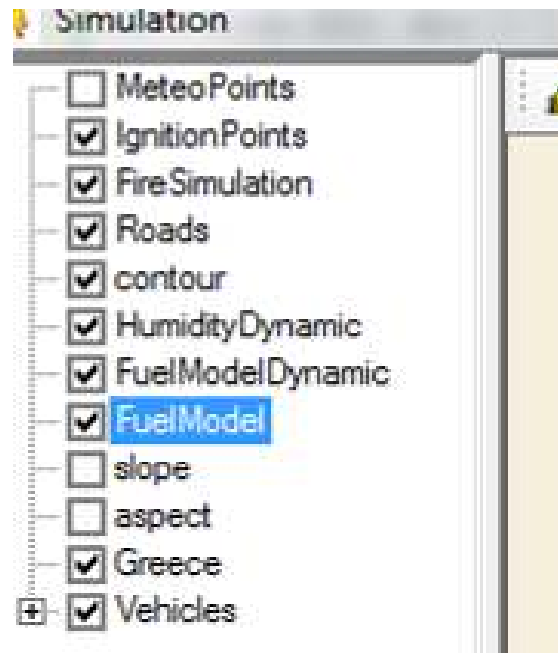 Simulation
MeteoPoints
IgnitionPoints
FireSimulation
Roads
contour
HumidityDynamic
FuelModelDynamic
FuelModel
slope
aspect
Greece
Vehicles